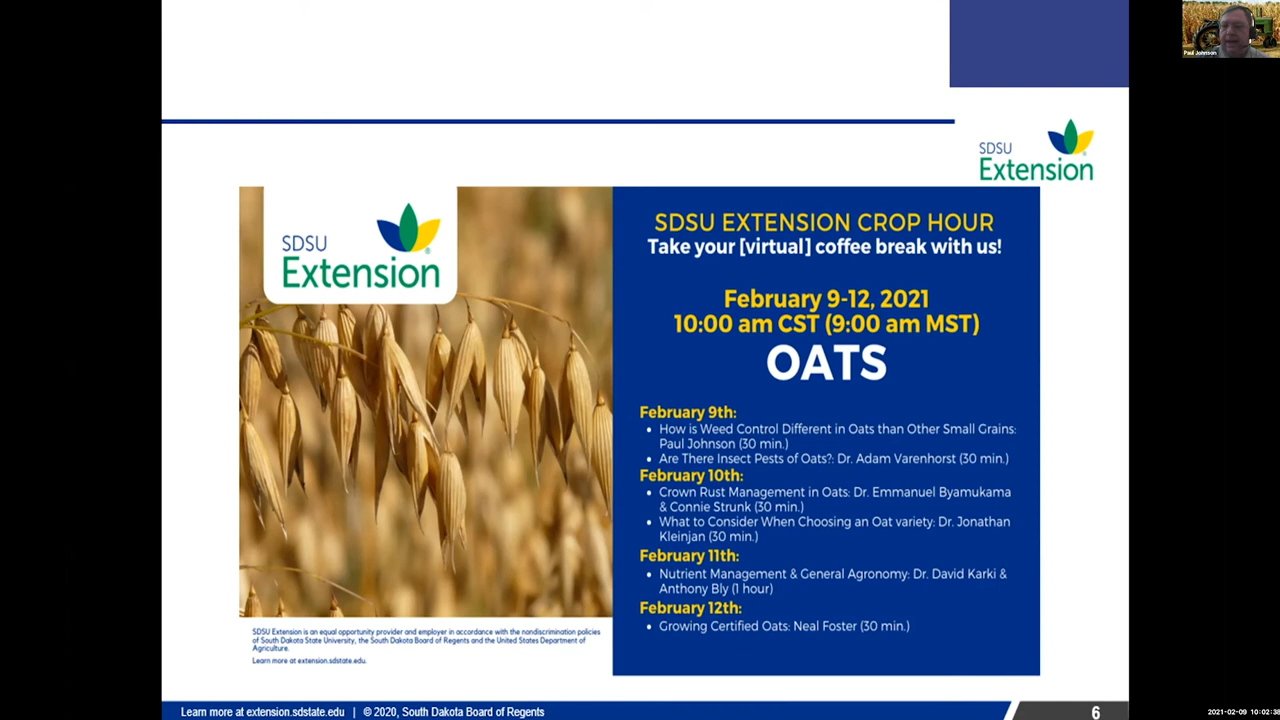 Paul Johnson
SDSU
Extension
SDSU
Extension
SDSU EXTENSION CROP HOUR
Take your [virtual] coffee break with us!
February 9-12, 2021
10:00 am CST (9:00 am MST)
OATS
February 9th:
• How is Weed Control Different in Oats than Other Small Grains:
Paul Johnson (30 min.)
• Are There Insect Pests of Oats?: Dr. Adam Varenhorst (30 min.)
February 10th:
• Crown Rust Management in Oats: Dr. Emmanuel Byamukama
& Connie Strunk (30 min.)
• What to Consider When Choosing an Oat variety: Dr. Jonathan
Kleinjan (30 min.)
February 11th:
• Nutrient Management & General Agronomy: Dr. David Karki &
Anthony Bly (1 hour)
February 12th:
• Growing Certified Oats: Neal Foster (30 min.)
SDSU Extension is an equal opportunity provider and employer in accordance with the nondiscrimination policies
of South Dakota State University, the South Dakota Board of Regents and the United States Department of
Agriculture.
Learn more at extension.sdstate.edu.
Learn more at extension.sdstate.edu | © 2020, South Dakota Board of Regents
6
2021-02-09 10:02:38